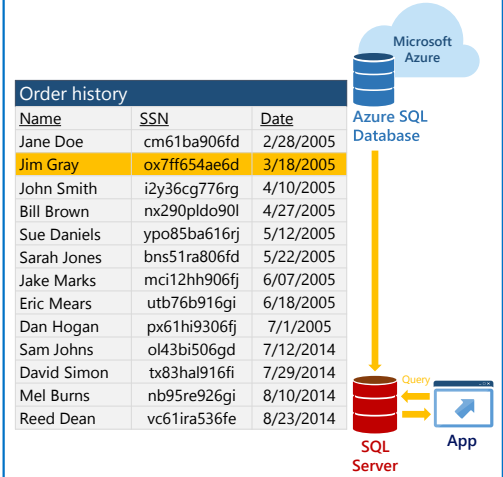 Microsoft
Azure
Order history
Name SSN Date
Jane Doe cm61ba906fd 2/28/2005
Jim Gray ox7ff654ae6d 3/18/2005
John Smith i2y36cg776rg 4/10/2005
Bill Brown nx290pldo90l 4/27/2005
Sue Daniels ypo85ba616rj 5/12/2005
Sarah Jones bns51ra806fd 5/22/2005
Jake Marks mci12hh906fj 6/07/2005
Eric Mears utb76b916gi 6/18/2005
Dan Hogan px61hi9306fj 7/1/2005
Sam Johns ol43bi506gd 7/12/2014
David Simon tx83hal916fi 7/29/2014
Mel Burns nb95re926gi 8/10/2014
Reed Dean vc61ira536fe 8/23/2014
Azure SQL
Database
Query
App
SQL
Server